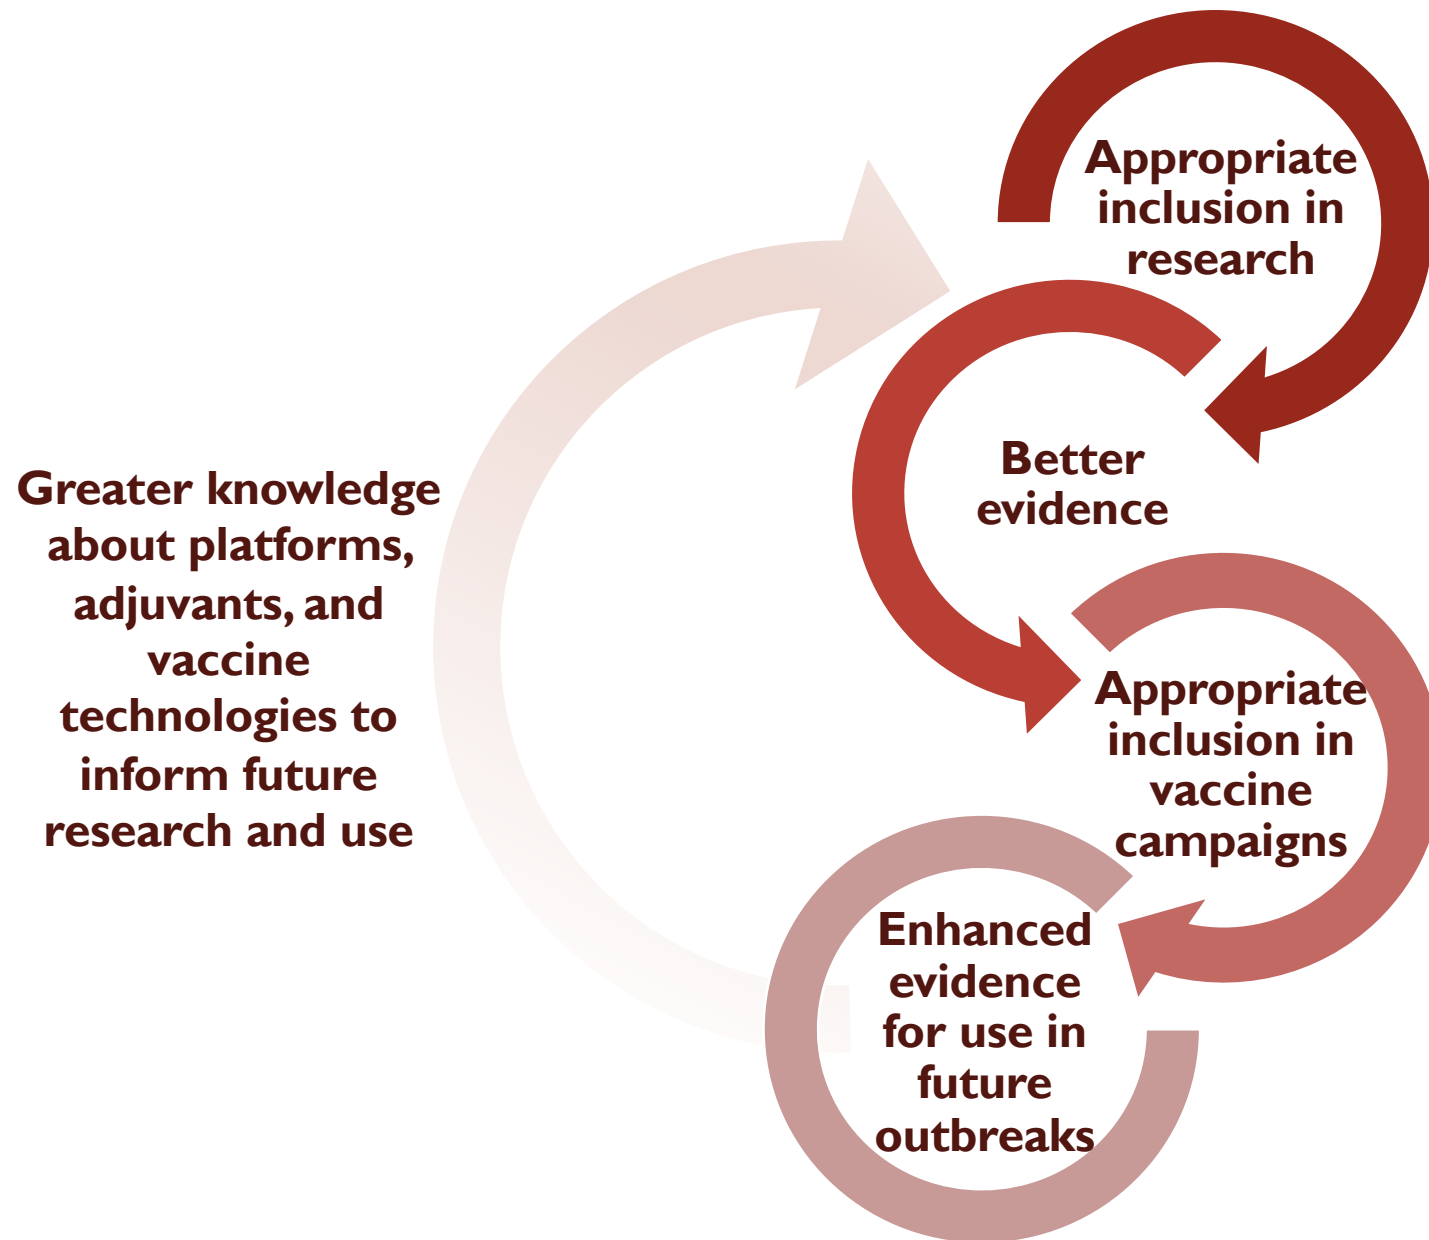 Appropriate
inclusion in
research
Better
evidence
Appropriate
inclusion in
vaccine
campaigns
Enhanced
evidence
for use in
future
outbreaks
Greater knowledge
about platforms,
adjuvants, and
vaccine
technologies to
inform future
research and use